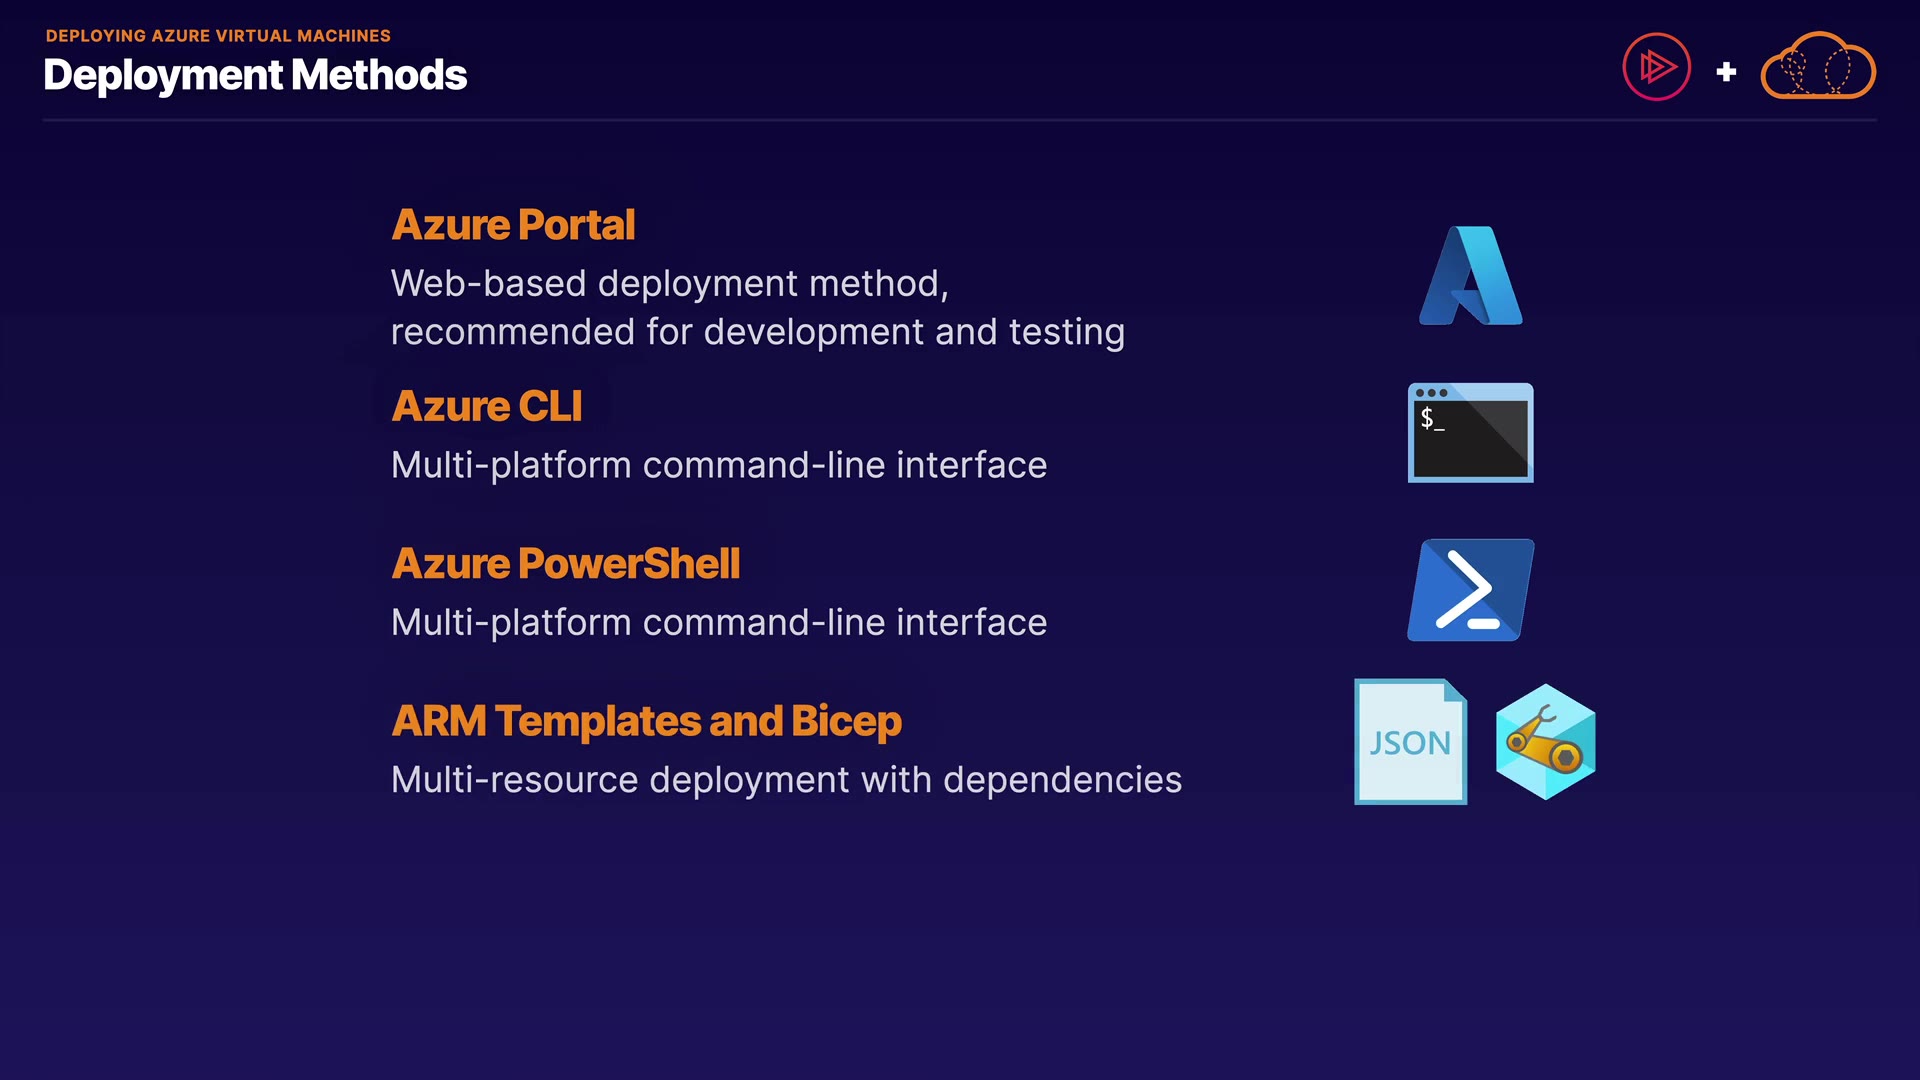 DEPLOYING AZURE VIRTUAL MACHINES
Deployment Methods
+
Azure Portal
Web-based deployment method,
recommended for development and testing
Azure CLI
Multi-platform command-line interface
$_
Azure PowerShell
Multi-platform command-line interface
ARM Templates and Bicep
Multi-resource deployment with dependencies
JSON